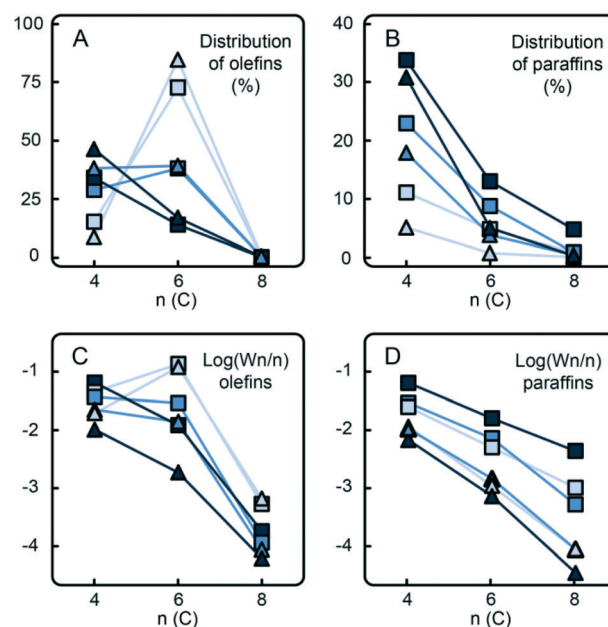 A
Distribution
of olefins
(%)
100
75
50
25
0
4 6 8
n (C)
B
Distribution
of paraffins
(%)
40
30
20
10
0
4 6 8
n (C)
C
Log(Wn/n)
olefins
-1
-2
-3
-4
4 6 8
n (C)
D
Log(Wn/n)
paraffins
-1
-2
-3
-4
4 6 8
n (C)